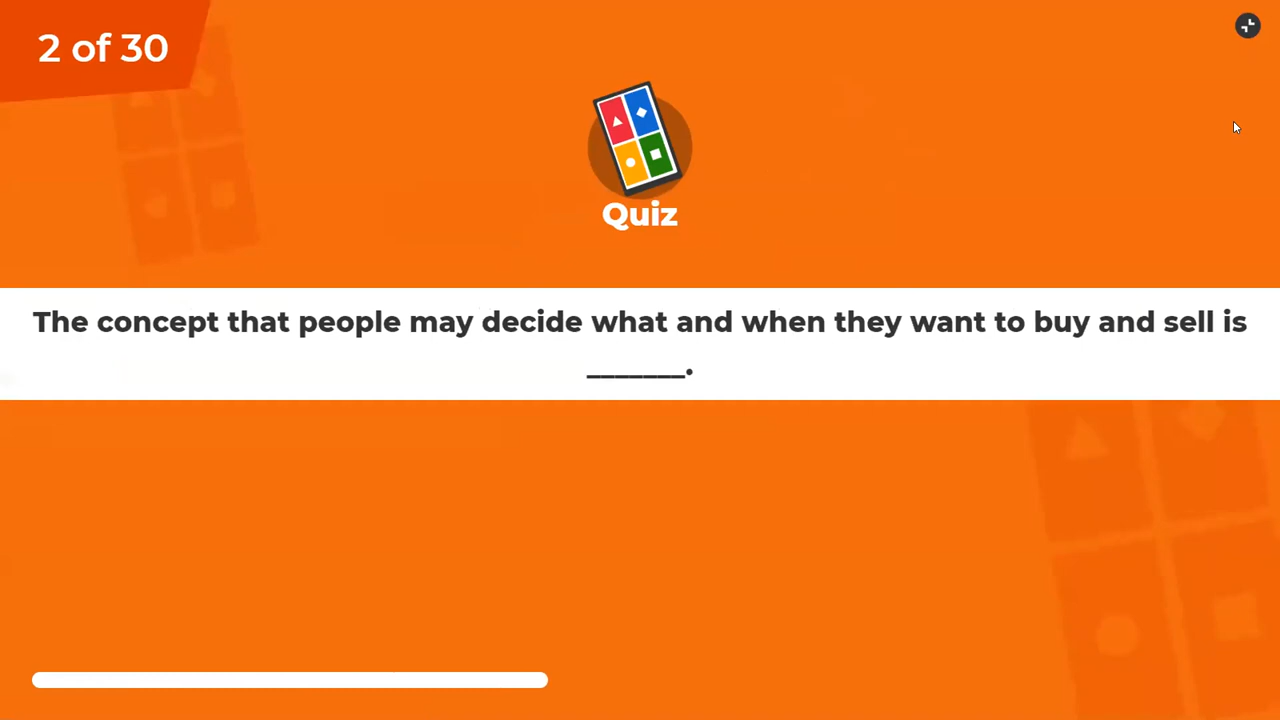 2 of 30
Quiz
The concept that people may decide what and when they want to buy and sell is
_______.